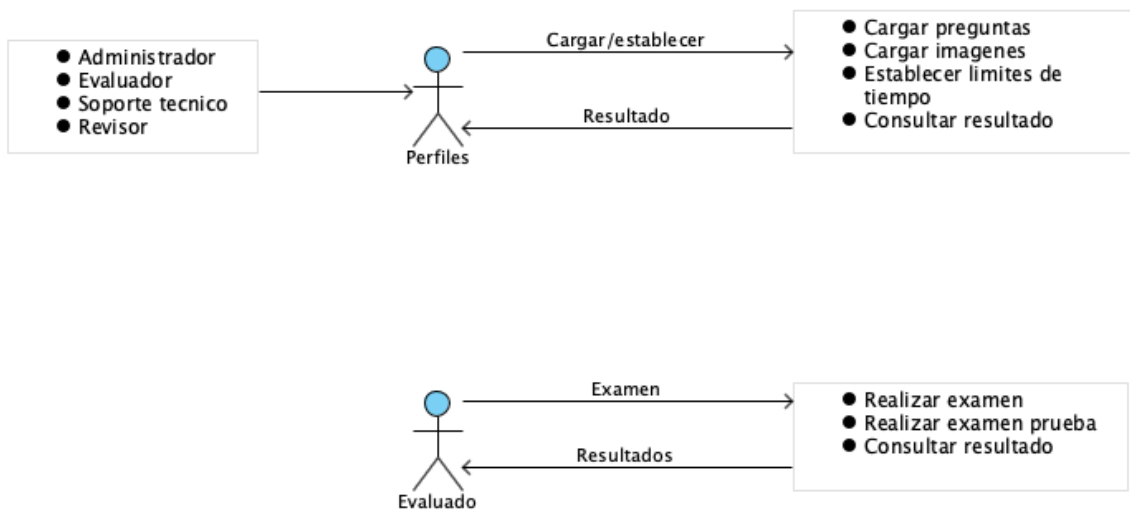 ● Administrador
● Evaluador
● Soporte tecnico
● Revisor
Perfiles
Cargar/establecer
Resultado
● Cargar preguntas
● Cargar imagenes
● Establecer limites de
tiempo
● Consultar resultado
Evaluado
Examen
Resultados
● Realizar examen
● Realizar examen prueba
● Consultar resultado